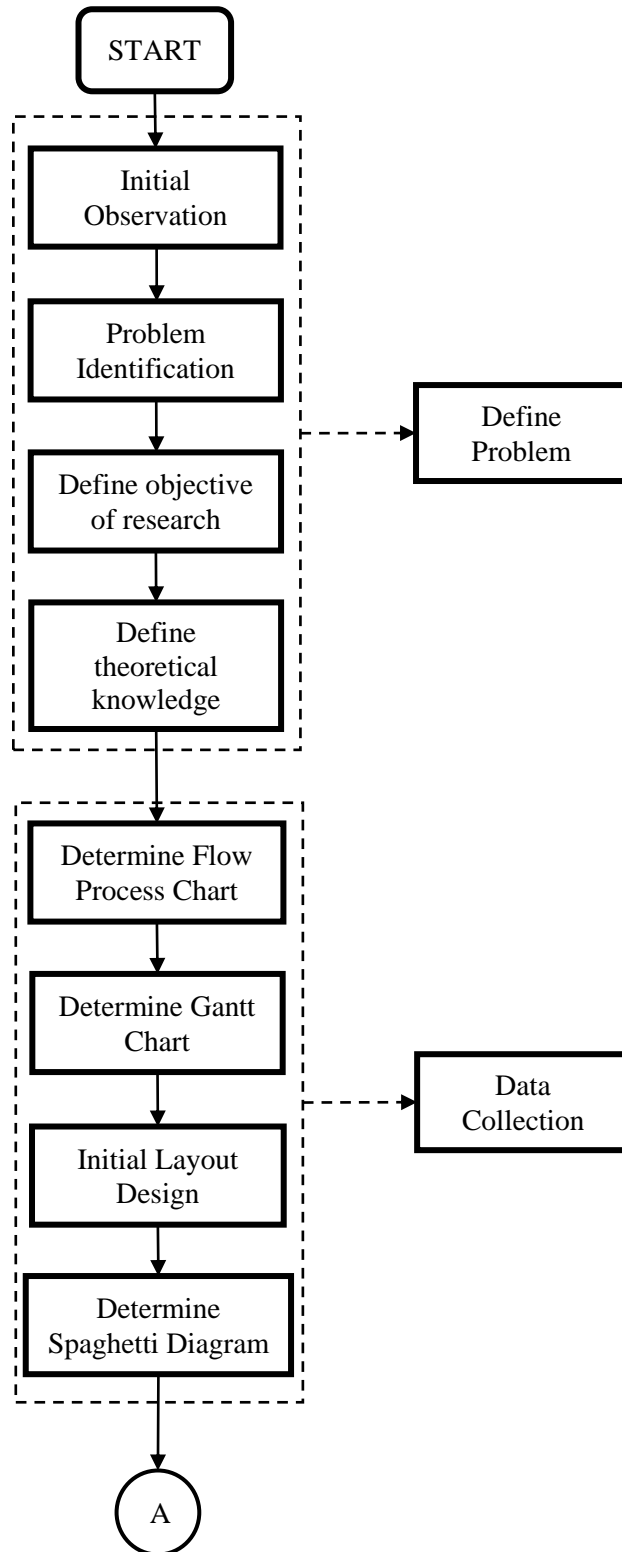 START
Initial
Observation
Problem
Identification
Define
Problem
Define objective
of research
Define
theoretical
knowledge
Determine Flow
Process Chart
Determine Gantt
Chart
Data
Collection
Initial Layout
Design
Determine
Spaghetti Diagram
A